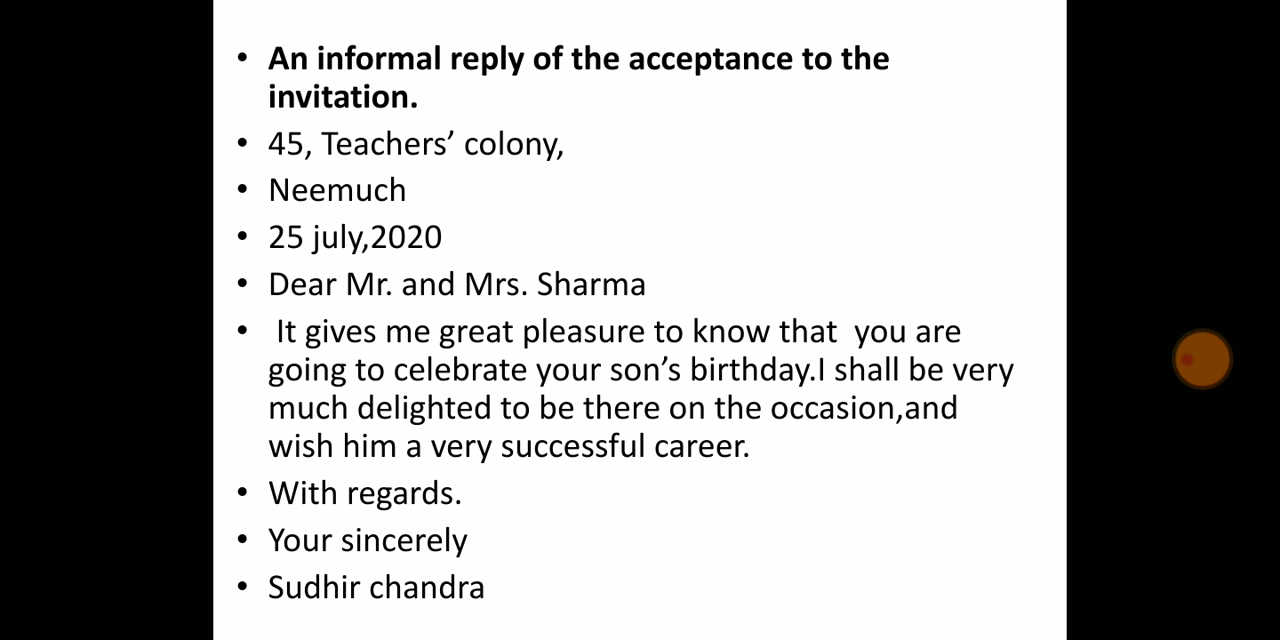 • An informal reply of the acceptance to the
invitation.
• 45, Teachers’ colony,
• Neemuch
• 25 july,2020
• Dear Mr. and Mrs. Sharma
• It gives me great pleasure to know that  you are
going to celebrate your son’s birthday.I shall be very
much delighted to be there on the occasion,and
wish him a very successful career.
• With regards.
• Your sincerely
• Sudhir chandra